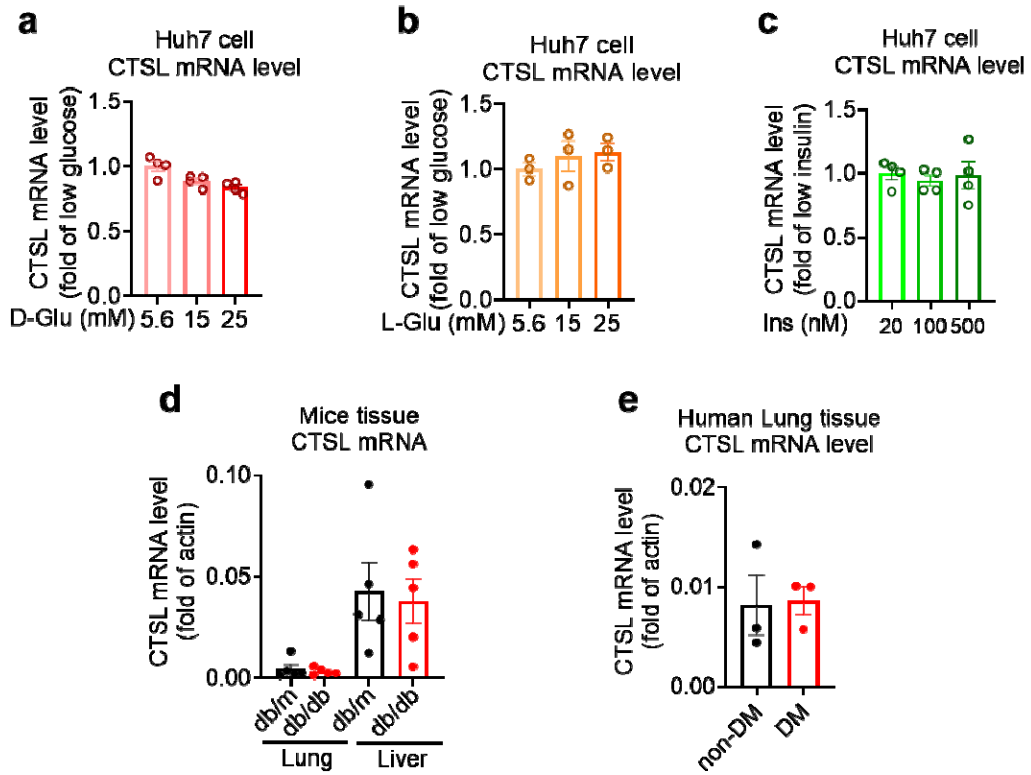 a
Huh7 cell
CTSL mRNA level
CTSL mRNA level
(fold of low glucose)
1.5
1.0
0.5
0.0
D-Glu (mM) 5.6 15 25
b
Huh7 cell
CTSL mRNA level
CTSL mRNA level
(fold of low glucose)
1.5
1.0
0.5
0.0
L-Glu (mM) 5.6 15 25
c
Huh7 cell
CTSL mRNA level
CTSL mRNA level
(fold of low insulin)
1.5
1.0
0.5
0.0
Ins (nM) 20 100 500
d
Mice tissue
CTSL mRNA
CTSL mRNA level
(fold of actin)
0.10
0.05
0.00
db/m db/db db/m db/db
Lung Liver
e
Human Lung tissue
CTSL mRNA level
CTSL mRNA level
(fold of actin)
0.02
0.01
0.00
non-DM DM